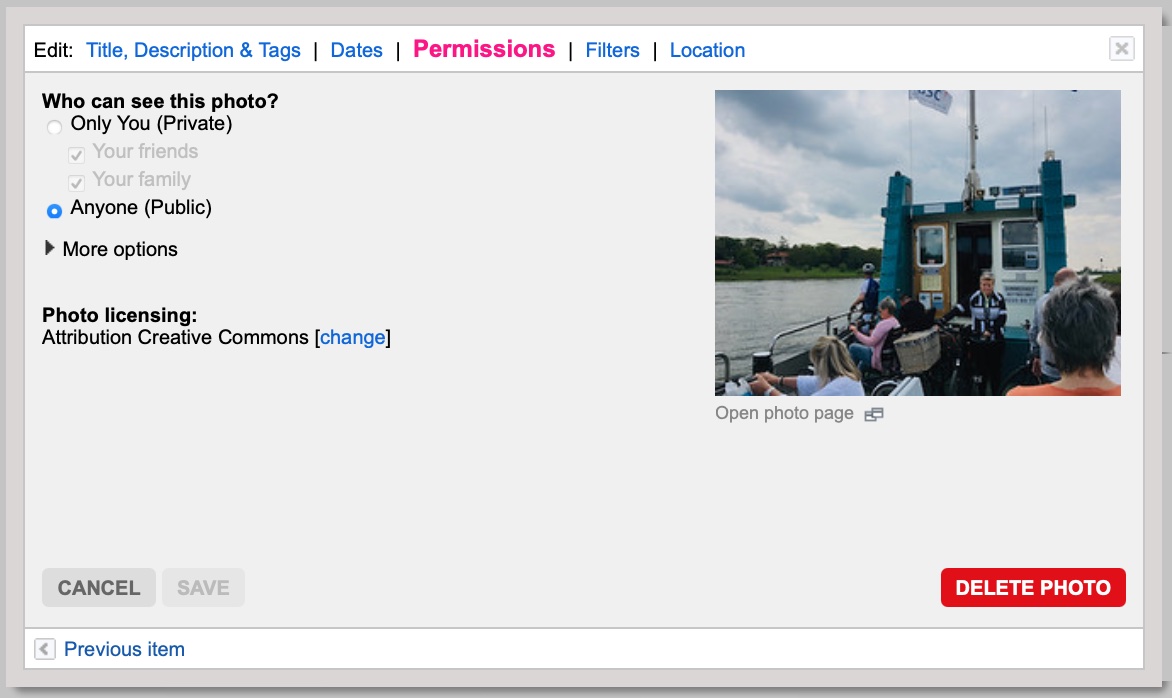 Edit: Title, Description & Tags | Dates | Permissions | Filters | Location
Who can see this photo?
Only You (Private)
Your friends
Your family
Anyone (Public)
More options
Photo licensing:
Attribution Creative Commons [change]
Open photo page
CANCEL SAVE DELETE PHOTO
Previous item